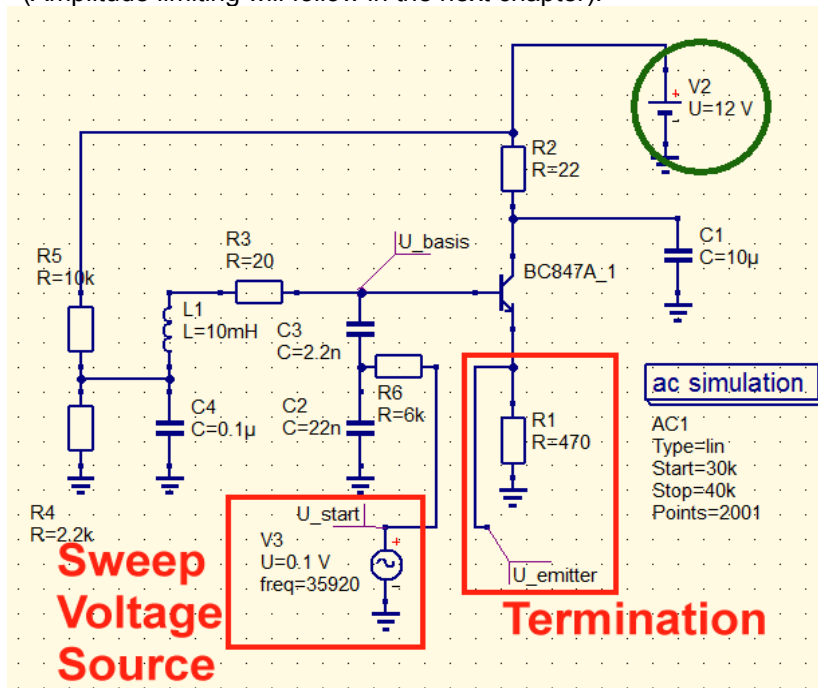 (Amplitude limiting will follow in the next chapter).
V2
U=12 V
R2
R=22
U_basis
C1
C=10µ
BC847A_1
R3
R=20
R5
R=10k
L1
L=10mH
C3
C=2.2n
R6
R=6k
C2
C=22n
C4
C=0.1µ
R4
R=2.2k
R1
R=470
ac simulation
AC1
Type=lin
Start=30k
Stop=40k
Points=2001
U_start
V3
U=0.1 V
freq=35920
U_emitter
Sweep
Voltage
Source
Termination